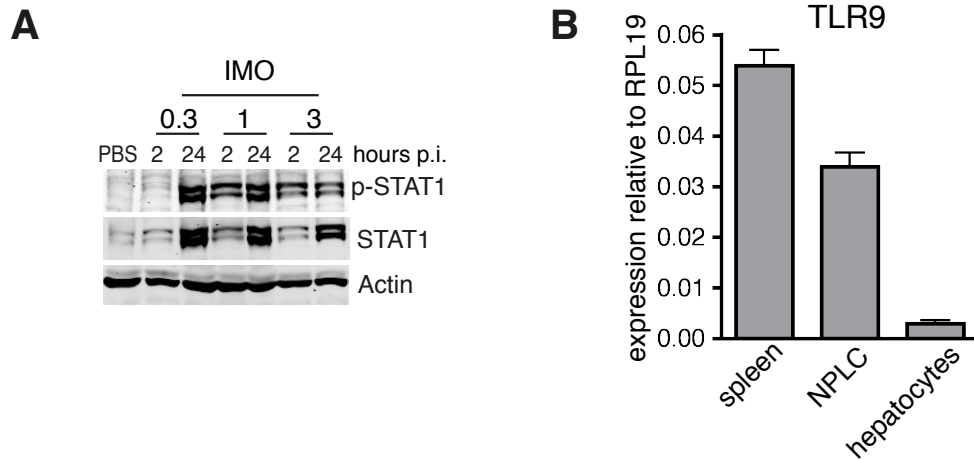 A
IMO
0.3 1 3
PBS 2 24 2 24 2 24 hours p.i.
p-STAT1
STAT1
Actin
B
TLR9
expression relative to RPL19
0.06
0.05
0.04
0.03
0.02
0.01
0.00
spleen
NPLC
hepatocytes